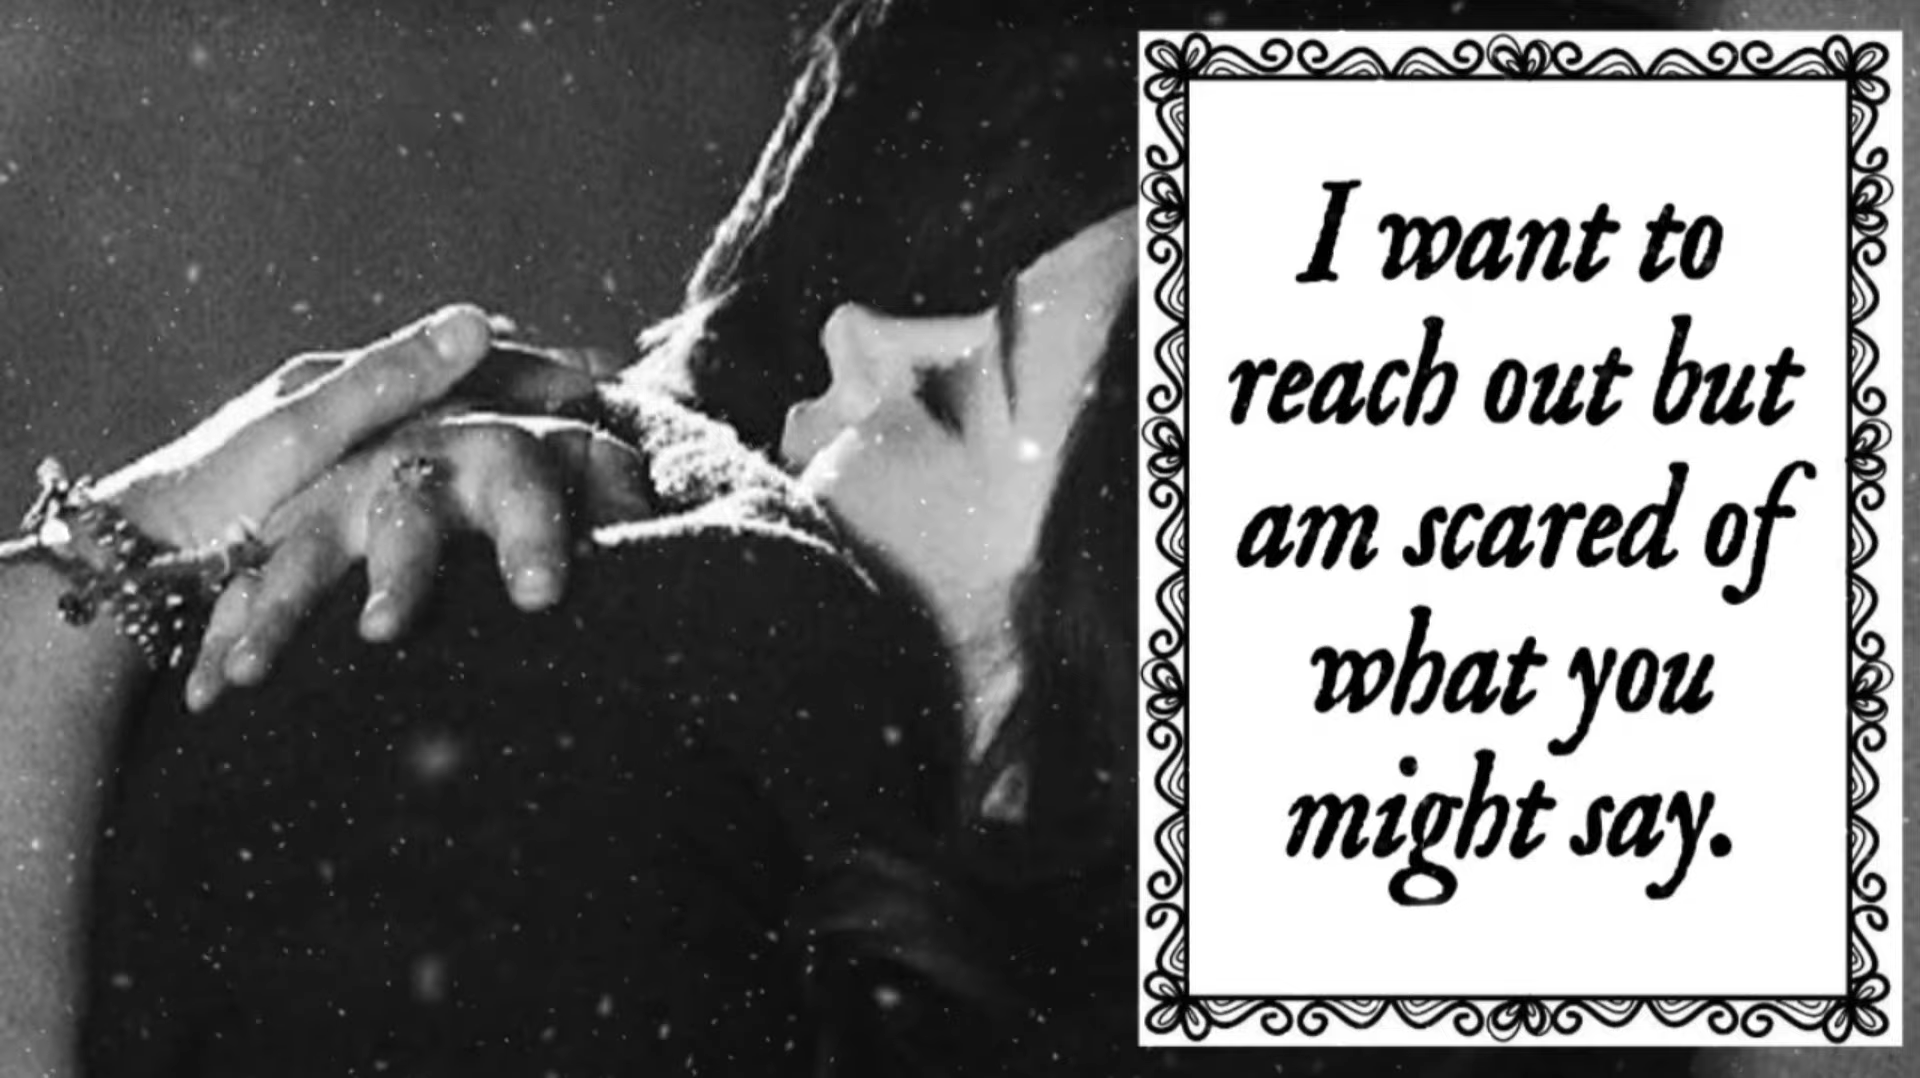 I want to
reach out but
am scared of
what you
might say.